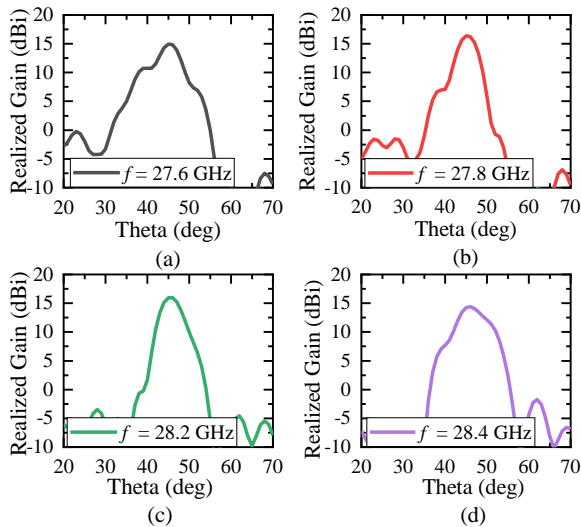 20
15
10
5
0
-5
-10
Realized Gain (dBi)
f = 27.6 GHz
20 30 40 50 60 70
Theta (deg)
(a)
20
15
10
5
0
-5
-10
Realized Gain (dBi)
f = 27.8 GHz
20 30 40 50 60 70
Theta (deg)
(b)
20
15
10
5
0
-5
-10
Realized Gain (dBi)
f = 28.2 GHz
20 30 40 50 60 70
Theta (deg)
(c)
20
15
10
5
0
-5
-10
Realized Gain (dBi)
f = 28.4 GHz
20 30 40 50 60 70
Theta (deg)
(d)